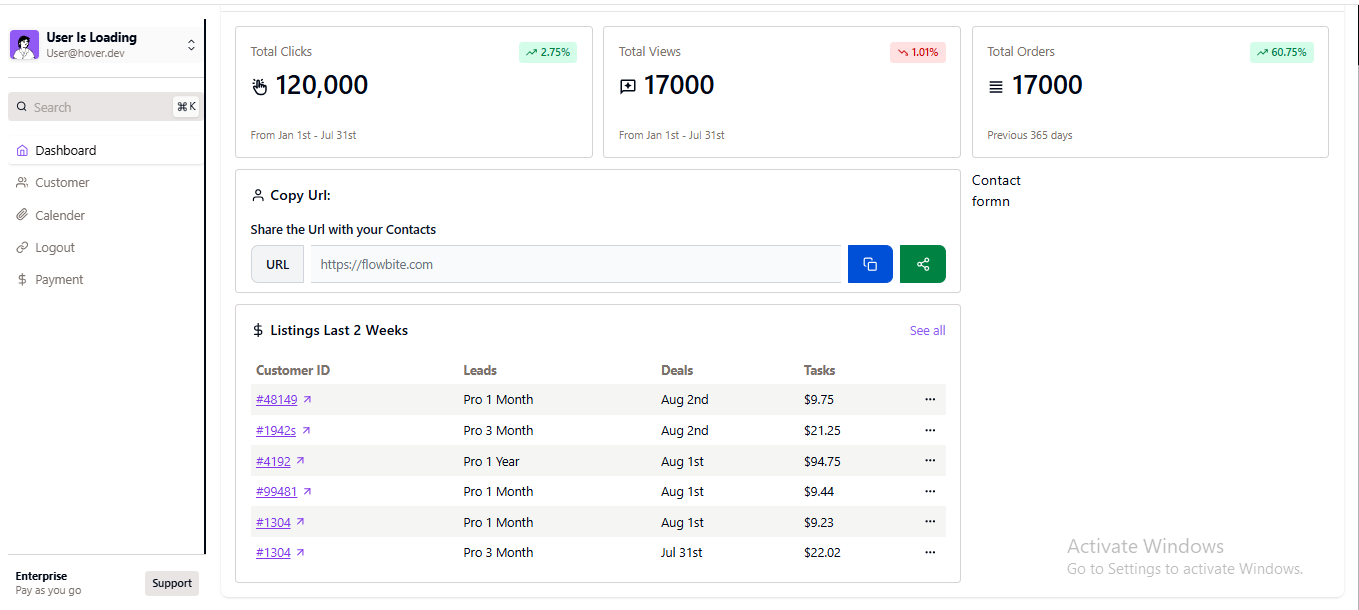 User Is Loading
User@hover.dev
Search
⌘K
Dashboard
Customer
Calender
Logout
Payment
Enterprise
Pay as you go
Support
Total Clicks
2.75%
120,000
From Jan 1st - Jul 31st
Total Views
1.01%
17000
From Jan 1st - Jul 31st
Total Orders
60.75%
17000
Previous 365 days
Copy Url:
Share the Url with your Contacts
URL
https://flowbite.com
Contact
formn
$ Listings Last 2 Weeks
See all
Customer ID Leads Deals Tasks
#48149 Pro 1 Month Aug 2nd $9.75
#1942s Pro 3 Month Aug 2nd $21.25
#4192 Pro 1 Year Aug 1st $94.75
#99481 Pro 1 Month Aug 1st $9.44
#1304 Pro 1 Month Aug 1st $9.23
#1304 Pro 3 Month Jul 31st $22.02
Activate Windows
Go to Settings to activate Windows.